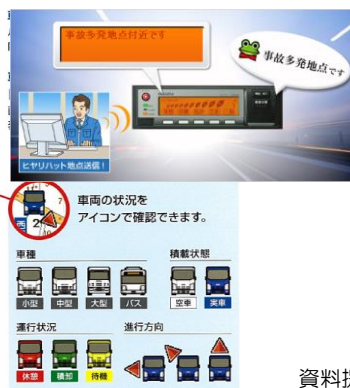 事故多発地点付近です
事故多発地点です
ヒヤリハット地点送信！
車両の状況を
アイコンで確認できます。
車種
積載状態
小型
中型
大型
バス
空車
実車
運行状況
進行方向
休憩
積卸
待機
資料提